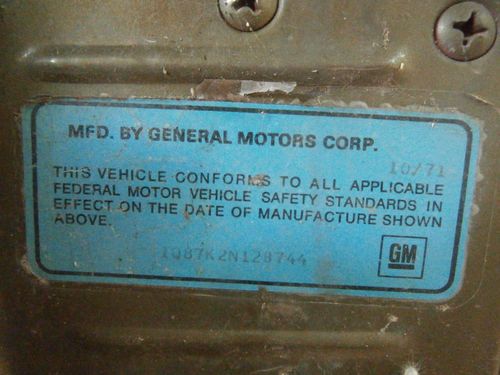 MFD. BY GENERAL MOTORS CORP.
10/71
THIS VEHICLE CONFORMS TO ALL APPLICABLE
FEDERAL MOTOR VEHICLE SAFETY STANDARDS IN
EFFECT ON THE DATE OF MANUFACTURE SHOWN
ABOVE.
1Q87K2N128744
GM